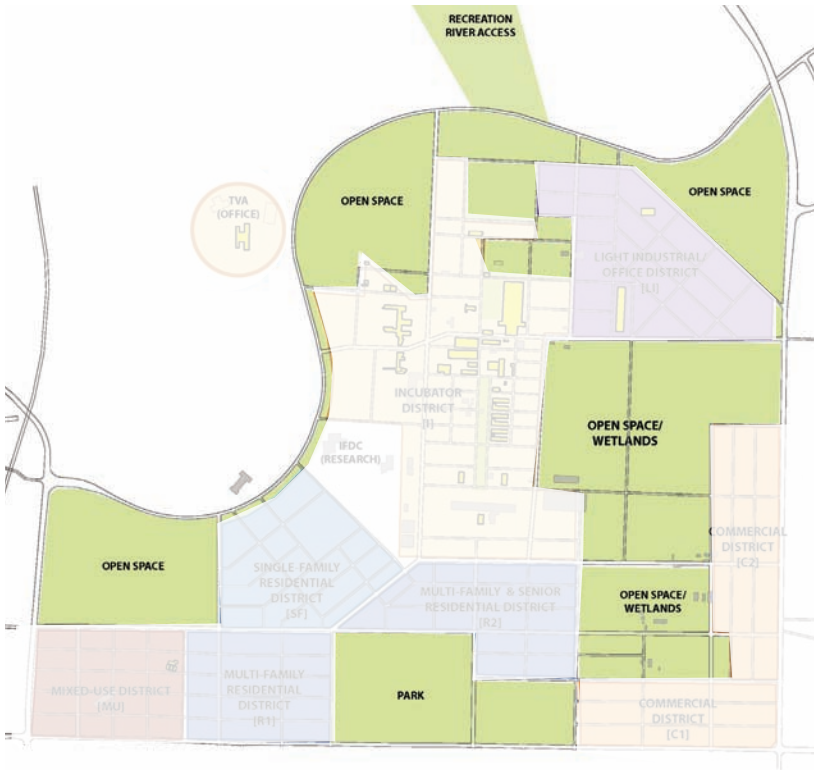 RECREATION
RIVER ACCESS
OPEN SPACE
OPEN SPACE
TVA
(OFFICE)
LIGHT INDUSTRIAL/
OFFICE DISTRICT
[LI]
INCUBATOR
DISTRICT
[I]
OPEN SPACE/
WETLANDS
IFDC
(RESEARCH)
COMMERCIAL
DISTRICT
[C2]
OPEN SPACE
SINGLE-FAMILY
RESIDENTIAL
DISTRICT
[SF]
MULTI-FAMILY & SENIOR
RESIDENTIAL DISTRICT
[R2]
OPEN SPACE/
WETLANDS
MIXED-USE DISTRICT
[MU]
MULTI-FAMILY
RESIDENTIAL
DISTRICT
[R1]
PARK
COMMERCIAL
DISTRICT
[C1]